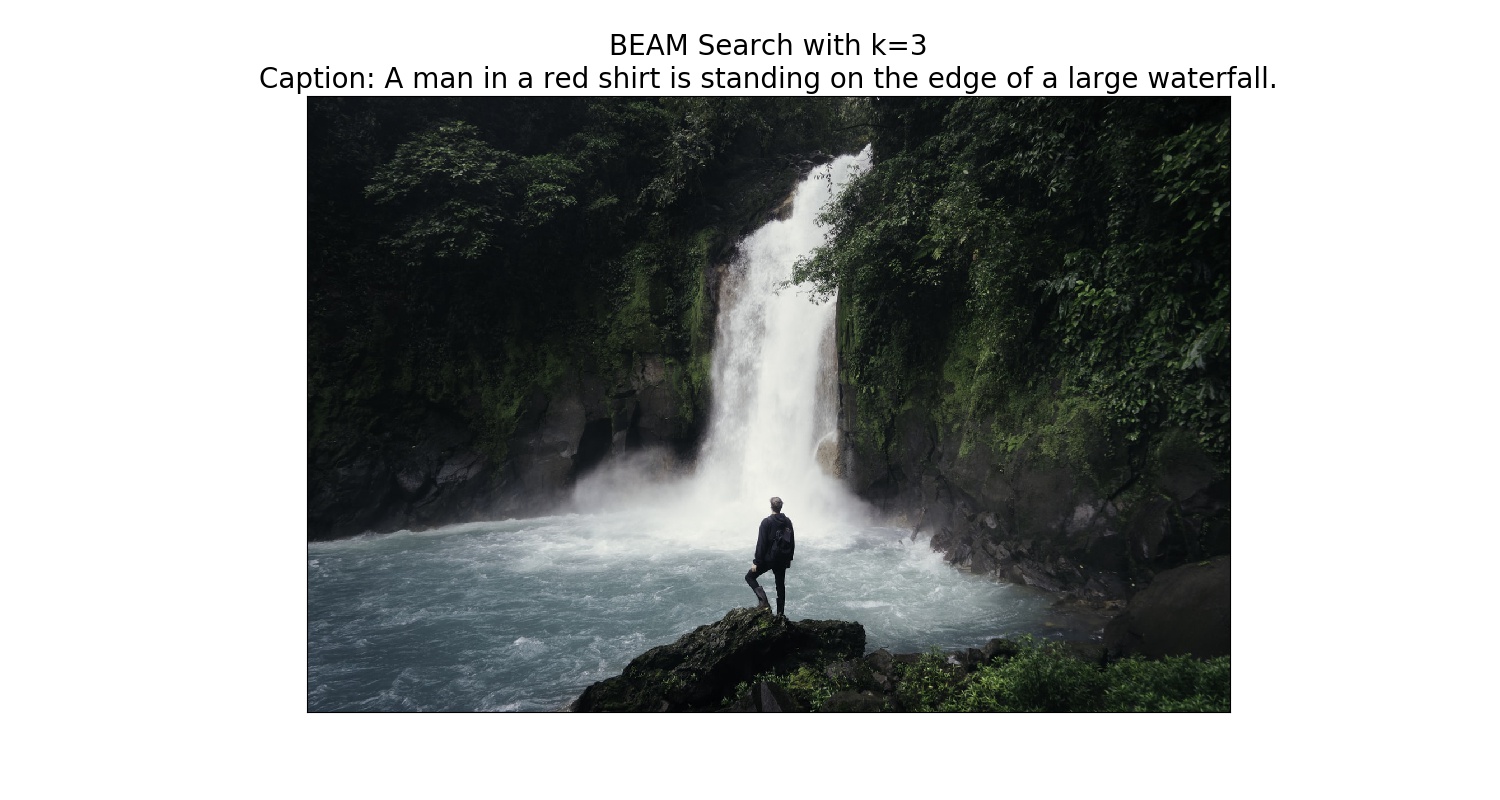 BEAM Search with k=3
Caption: A man in a red shirt is standing on the edge of a large waterfall.